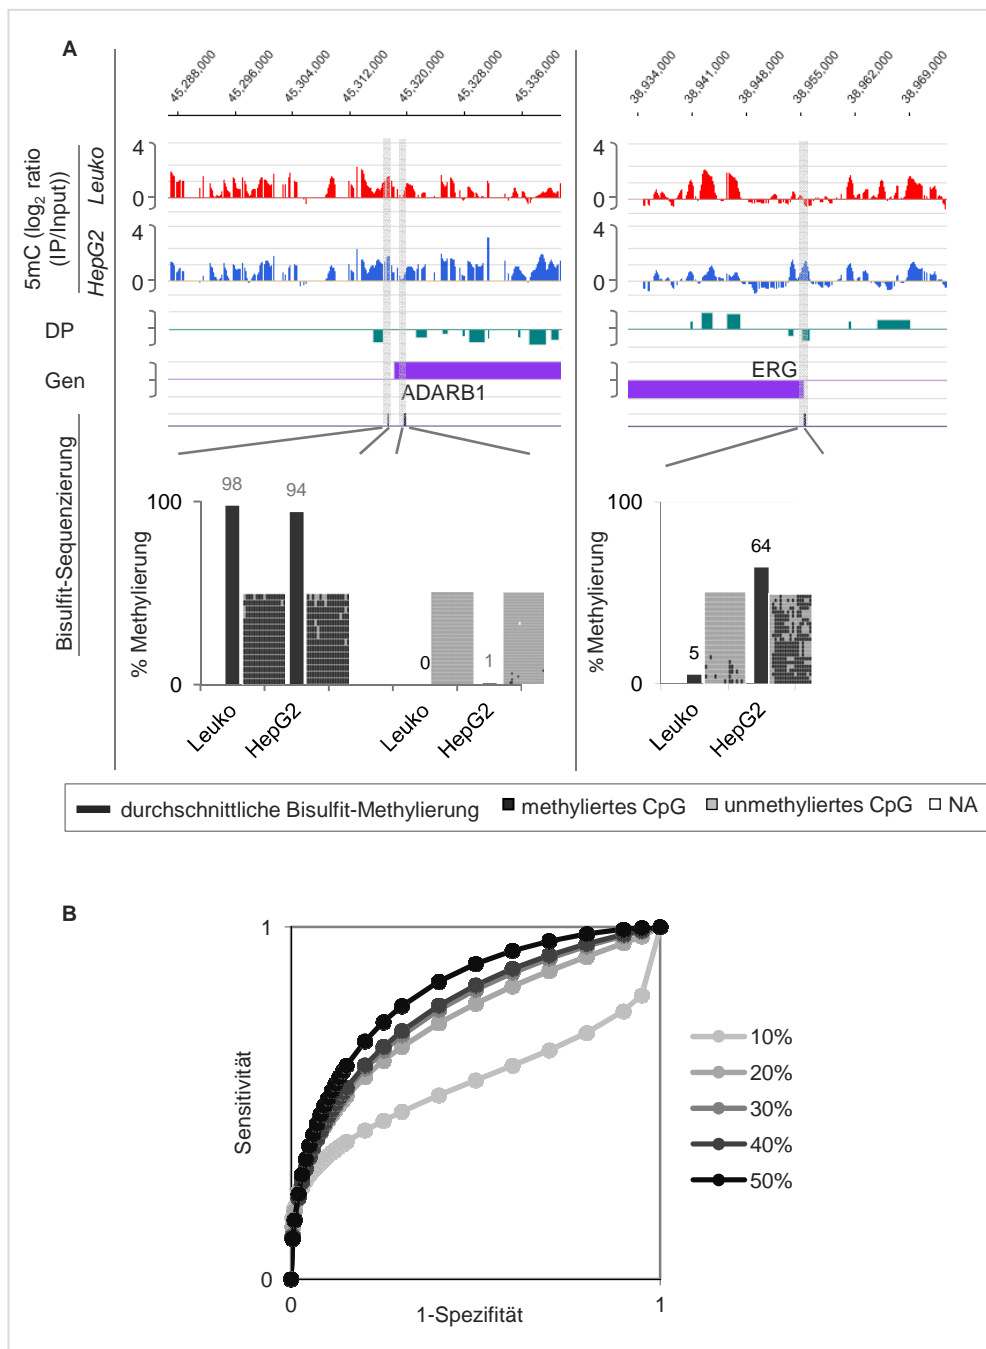 A
45,288,000
45,296,000
45,304,000
45,312,000
45,320,000
45,328,000
45,336,000
38,934,000
38,941,000
38,948,000
38,955,000
38,962,000
38,969,000
5mC (log2 ratio (IP/Input))
Leuko
4
0
4
0
HepG2
4
0
4
0
DP
Gen
ADARB1
ERG
Bisulfit-Sequenzierung
% Methylierung
100
0
98
94
0
1
Leuko
HepG2
Leuko
HepG2
% Methylierung
100
0
5
64
Leuko
HepG2
durchschnittliche Bisulfit-Methylierung
methyliertes CpG
unmethyliertes CpG
NA
B
Sensitivität
1
0
0
1
1-Spezifität
10%
20%
30%
40%
50%